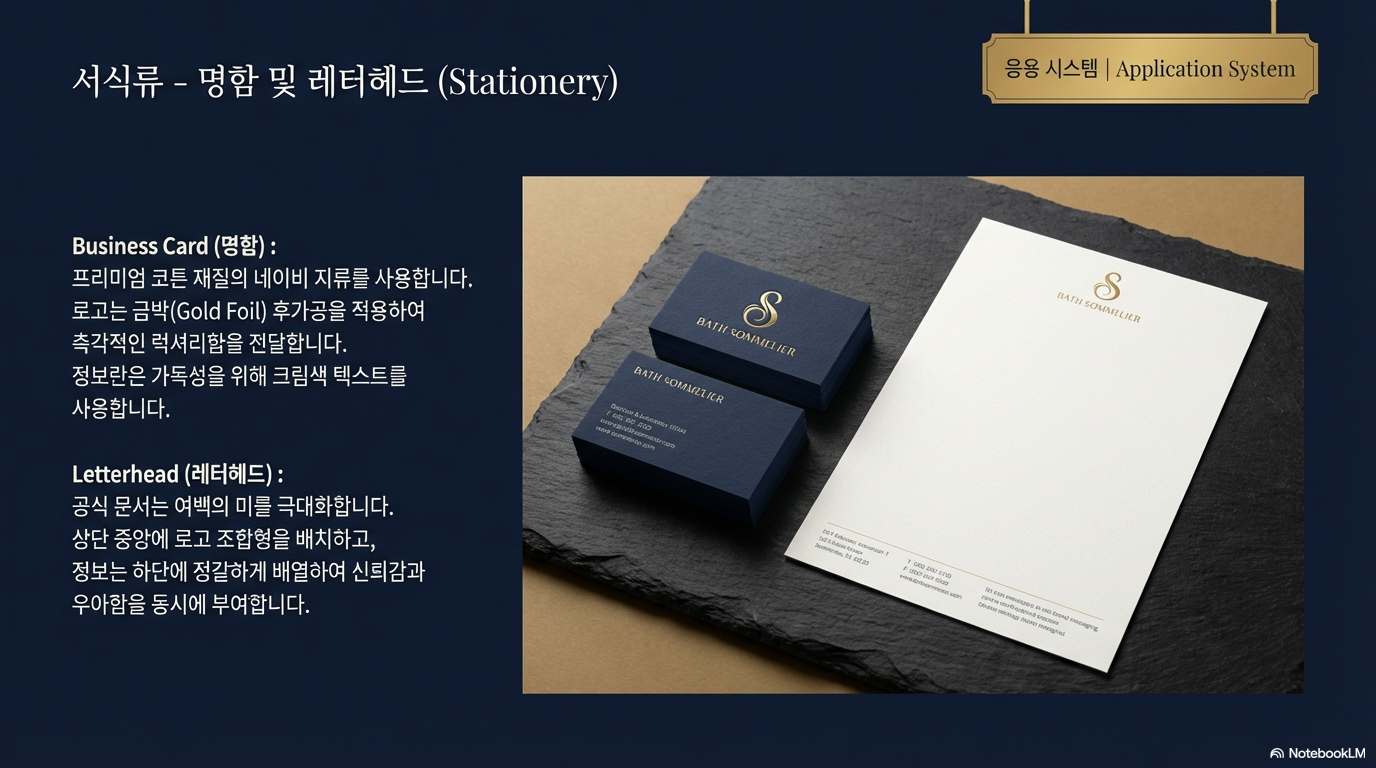 서식류 – 명함 및 레터헤드 (Stationery)
응용 시스템 | Application System
Business Card (명함) :
프리미엄 코튼 재질의 네이비 지류를 사용합니다.
로고는 금박(Gold Foil) 후가공을 적용하여
촉각적인 럭셔리함을 전달합니다.
정보란은 가독성을 위해 크림색 텍스트를
사용합니다.
Letterhead (레터헤드) :
공식 문서는 여백의 미를 극대화합니다.
상단 중앙에 로고 조합형을 배치하고,
정보는 하단에 정갈하게 배열하여 신뢰감과
우아함을 동시에 부여합니다.
S
BATH SOMMELIER
BATH SOMMELIER
S
BATH SOMMELIER
NotebookLM